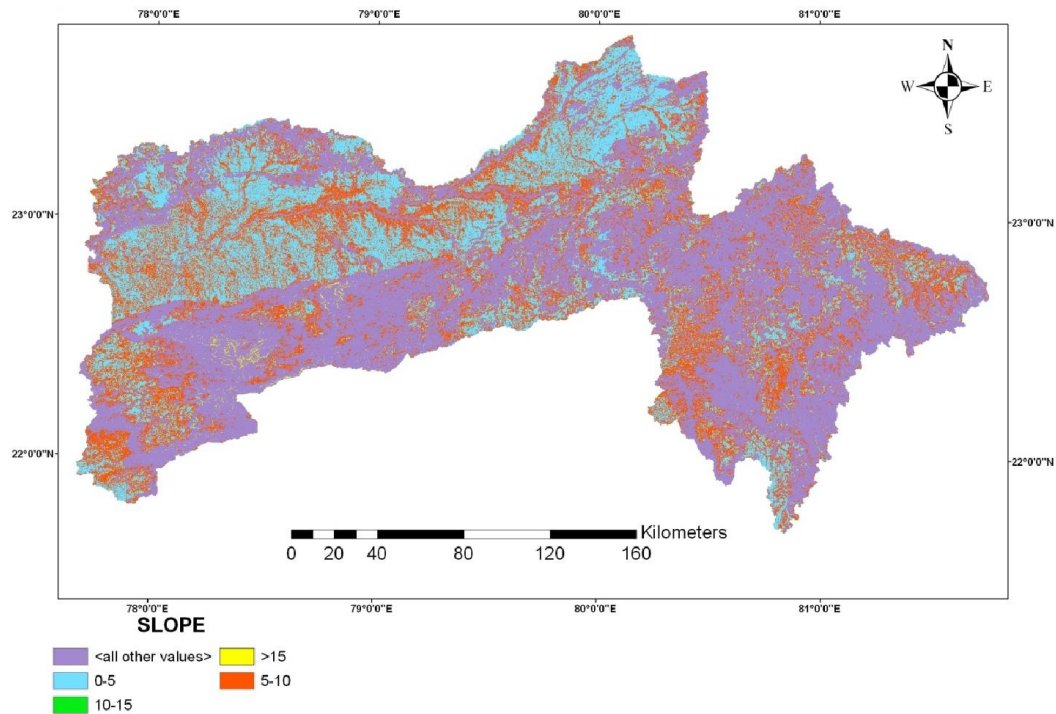 78°0'0"E 79°0'0"E 80°0'0"E 81°0'0"E
N
W E
S
23°0'0"N 23°0'0"N
22°0'0"N 22°0'0"N
Kilometers
0 20 40 80 120 160
78°0'0"E 79°0'0"E 80°0'0"E 81°0'0"E
SLOPE
<all other values> >15
0-5 5-10
10-15